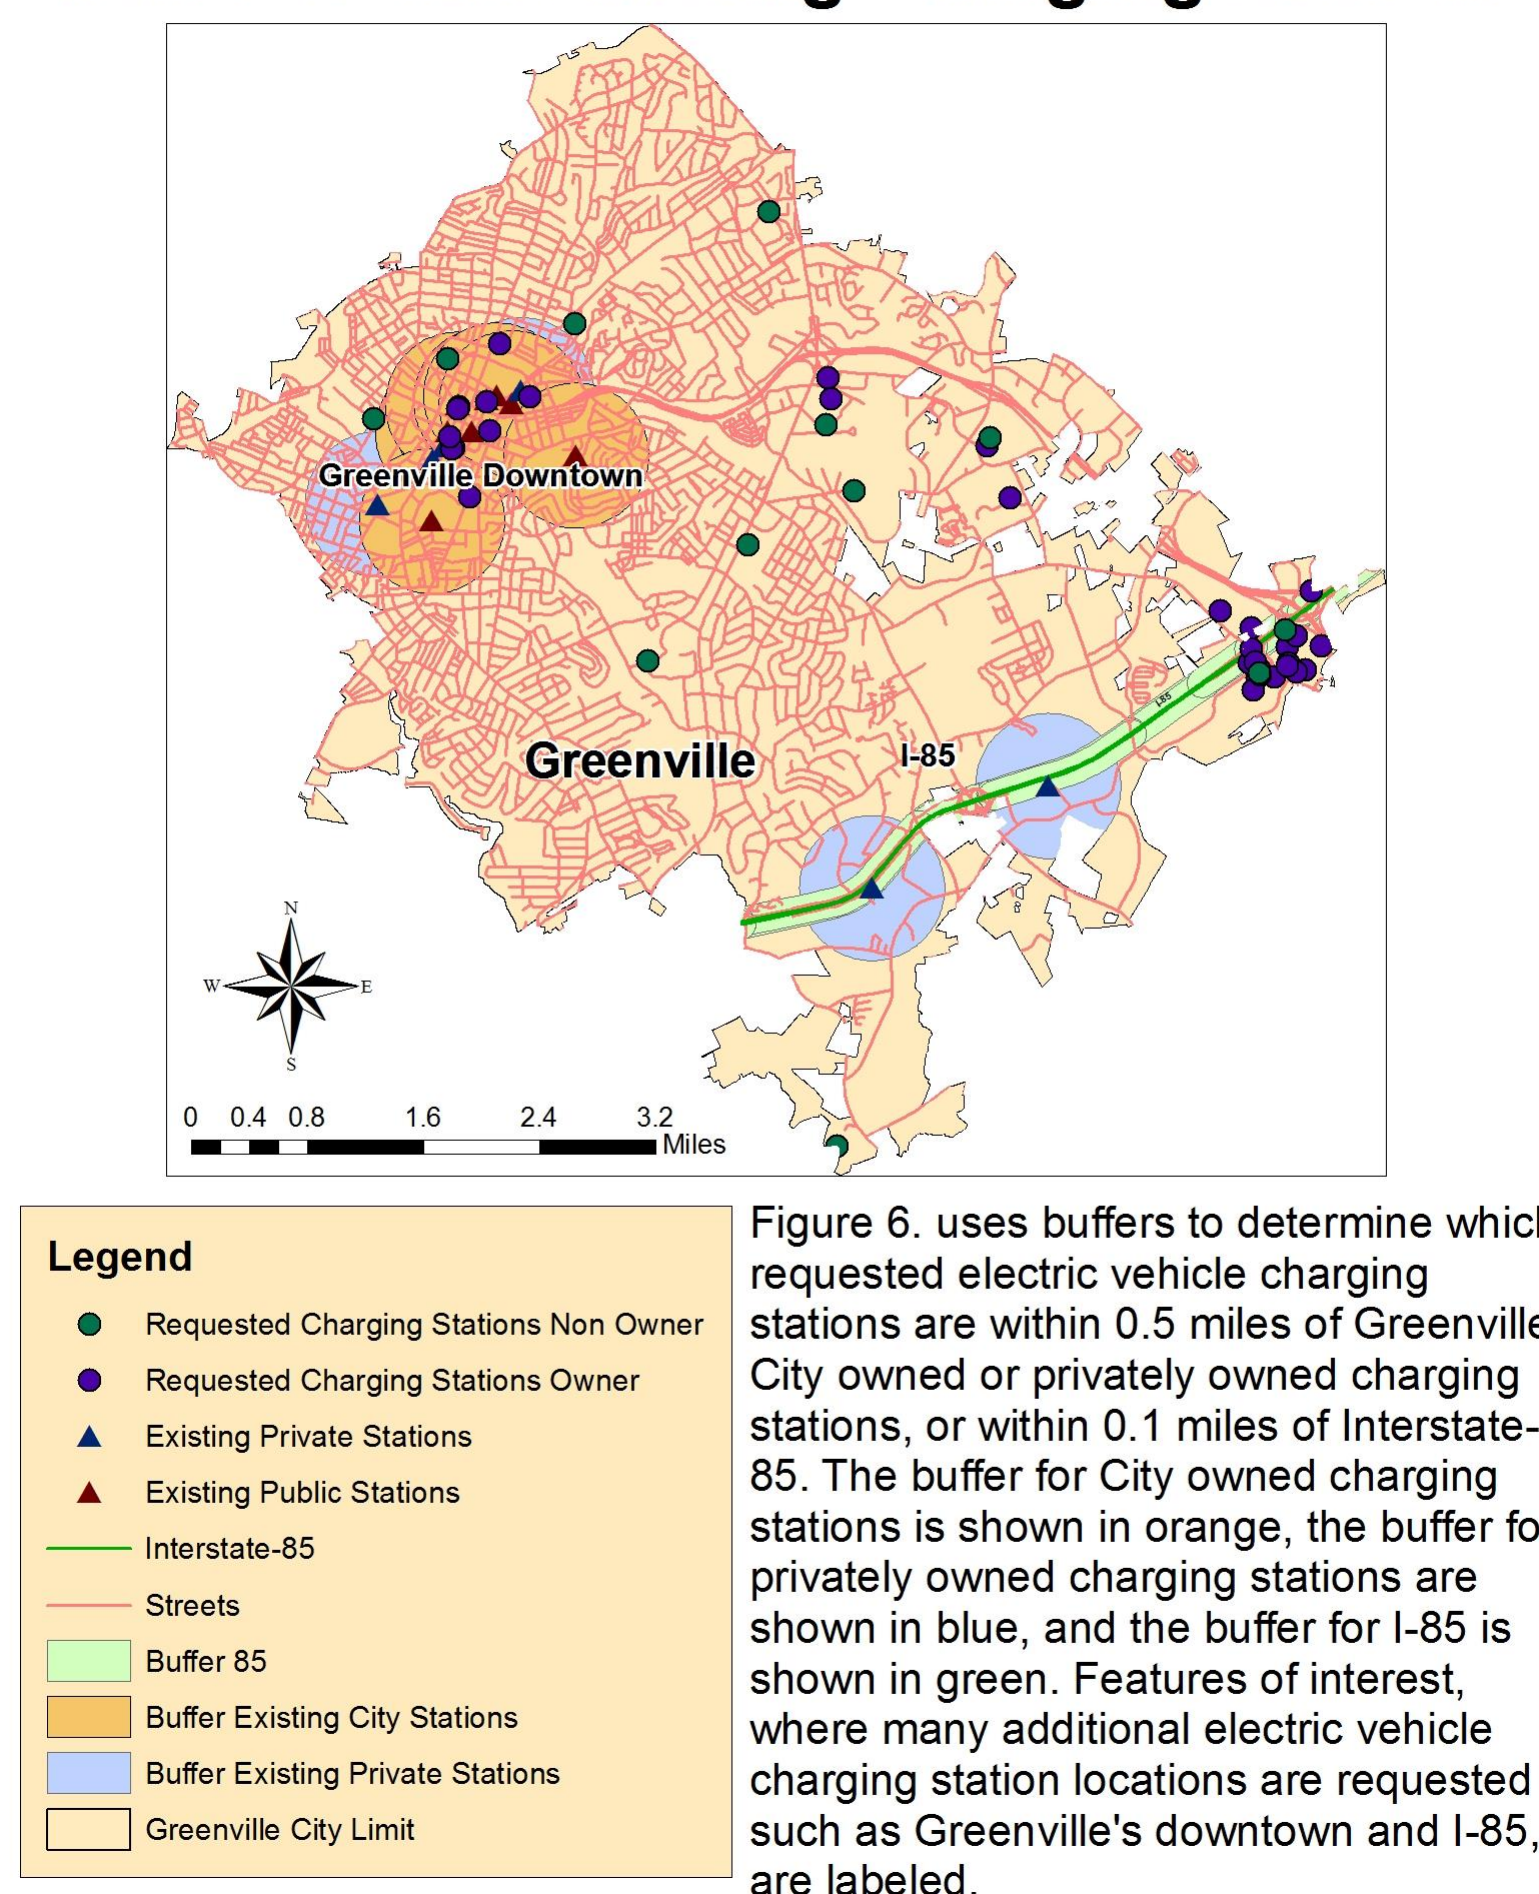 Greenville Downtown
I-85
Greenville
I-85
N
W
E
S
0 0.4 0.8 1.6 2.4 3.2
Miles
Legend
Requested Charging Stations Non Owner
Requested Charging Stations Owner
Existing Private Stations
Existing Public Stations
Interstate-85
Streets
Buffer 85
Buffer Existing City Stations
Buffer Existing Private Stations
Greenville City Limit
Figure 6. uses buffers to determine which
requested electric vehicle charging
stations are within 0.5 miles of Greenville
City owned or privately owned charging
stations, or within 0.1 miles of Interstate-
85. The buffer for City owned charging
stations is shown in orange, the buffer fo
privately owned charging stations are
shown in blue, and the buffer for I-85 is
shown in green. Features of interest,
where many additional electric vehicle
charging station locations are requested
such as Greenville's downtown and I-85,
are labeled.